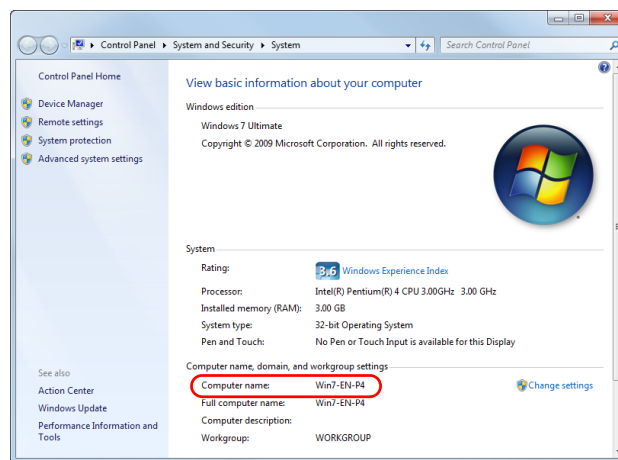 Control Panel ▸ System and Security ▸ System
Search Control Panel
Control Panel Home
Device Manager
Remote settings
System protection
Advanced system settings
See also
Action Center
Windows Update
Performance Information and
Tools
View basic information about your computer
Windows edition
Windows 7 Ultimate
Copyright © 2009 Microsoft Corporation. All rights reserved.
System
Rating: 3,6 Windows Experience Index
Processor: Intel(R) Pentium(R) 4 CPU 3.00GHz 3.00 GHz
Installed memory (RAM): 3.00 GB
System type: 32-bit Operating System
Pen and Touch: No Pen or Touch Input is available for this Display
Computer name, domain, and workgroup settings
Computer name: Win7-EN-P4
Change settings
Full computer name: Win7-EN-P4
Computer description:
Workgroup: WORKGROUP